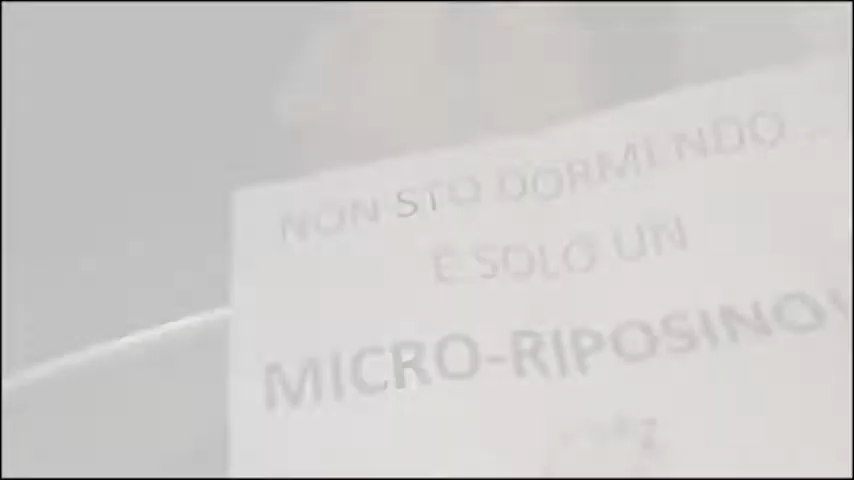 NON STO DORMENDO...
E SOLO UN
MICRO-RIPOSINO!